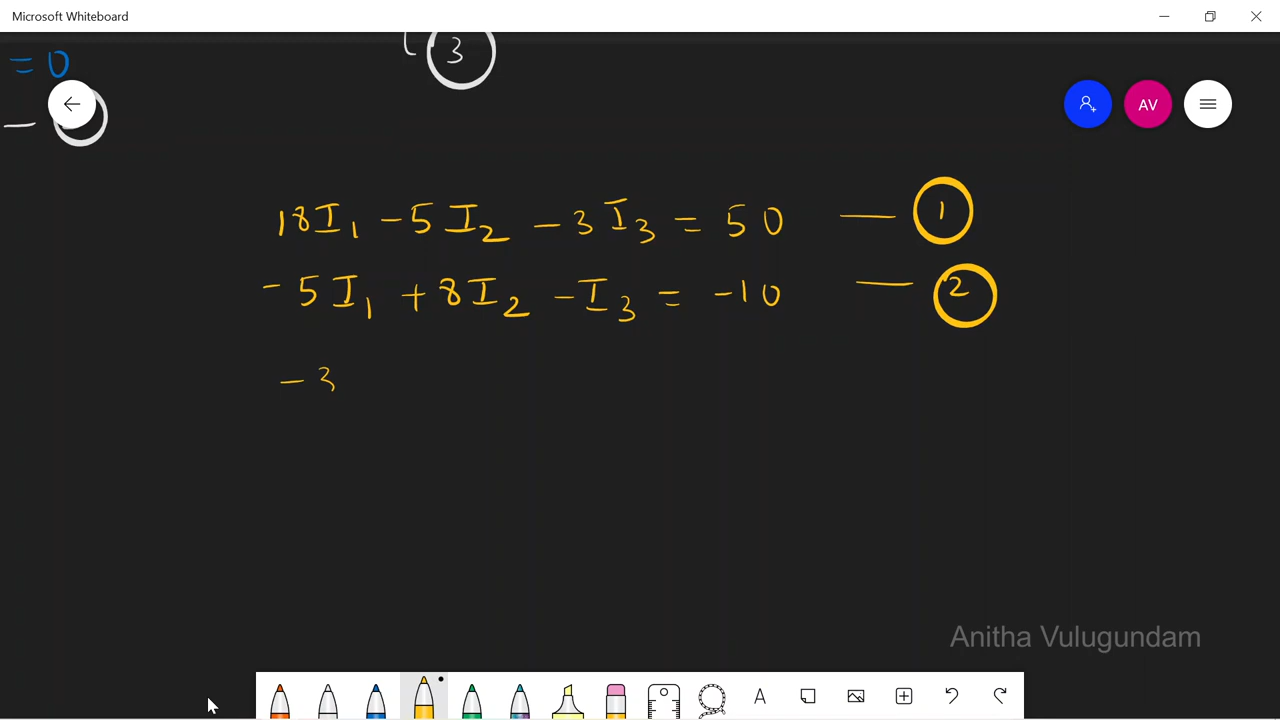 Microsoft Whiteboard
= 0
3
—
AV
18I₁ - 5I₂ - 3I₃ = 50 — 1
- 5I₁ + 8I₂ - I₃ = -10 — 2
- 3
Anitha Vulugundam
A